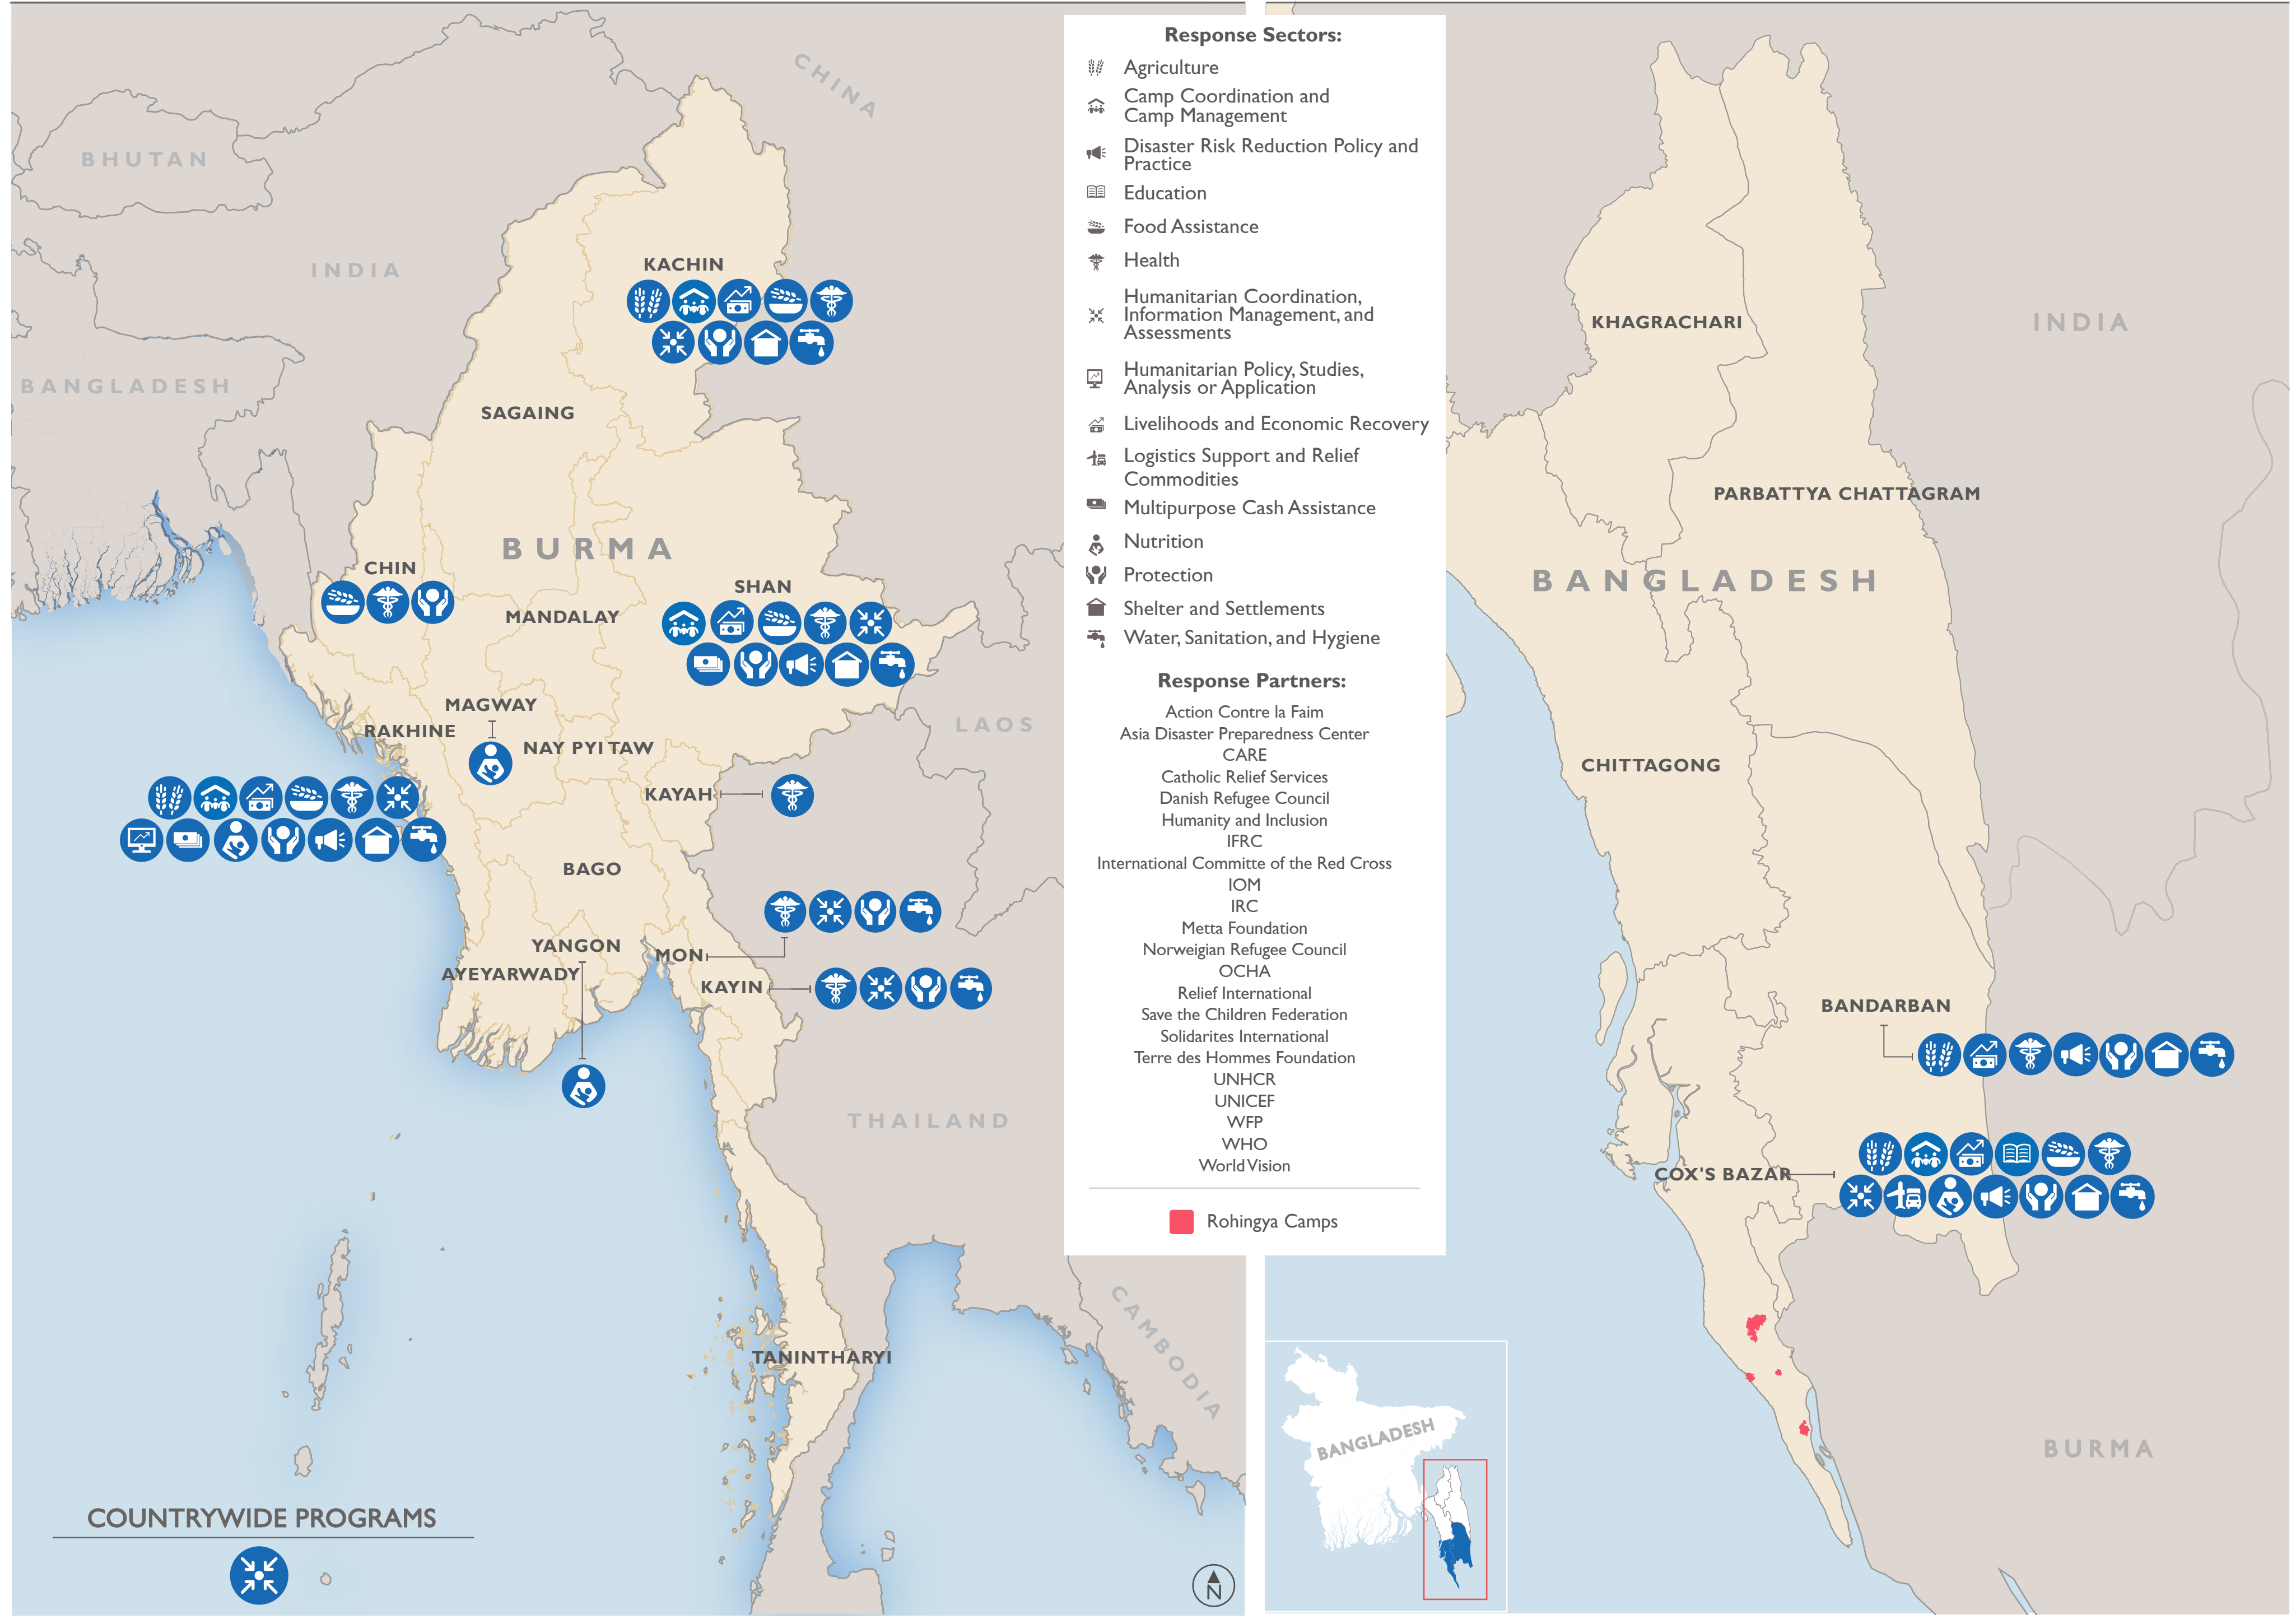 CHINA
BHUTAN
INDIA
BANGLADESH
KACHIN
SAGAING
BURMA
CHIN
SHAN
MANDALAY
MAGWAY
RAKHINE
NAY PYI TAW
LAOS
KAYAH
BAGO
YANGON
MON
AYEYARWADY
KAYIN
THAILAND
TANINTHARYI
CAMBODIA
COUNTRYWIDE PROGRAMS
N
Response Sectors:
Agriculture
Camp Coordination and
Camp Management
Disaster Risk Reduction Policy and
Practice
Education
Food Assistance
Health
Humanitarian Coordination,
Information Management, and
Assessments
Humanitarian Policy, Studies,
Analysis or Application
Livelihoods and Economic Recovery
Logistics Support and Relief
Commodities
Multipurpose Cash Assistance
Nutrition
Protection
Shelter and Settlements
Water, Sanitation, and Hygiene
Response Partners:
Action Contre la Faim
Asia Disaster Preparedness Center
CARE
Catholic Relief Services
Danish Refugee Council
Humanity and Inclusion
IFRC
International Committe of the Red Cross
IOM
IRC
Metta Foundation
Norweigian Refugee Council
OCHA
Relief International
Save the Children Federation
Solidarites International
Terre des Hommes Foundation
UNHCR
UNICEF
WFP
WHO
World Vision
Rohingya Camps
KHAGRACHARI
INDIA
PARBATTYA CHATTAGRAM
BANGLADESH
CHITTAGONG
BANDARBAN
COX'S BAZAR
BANGLADESH
BURMA